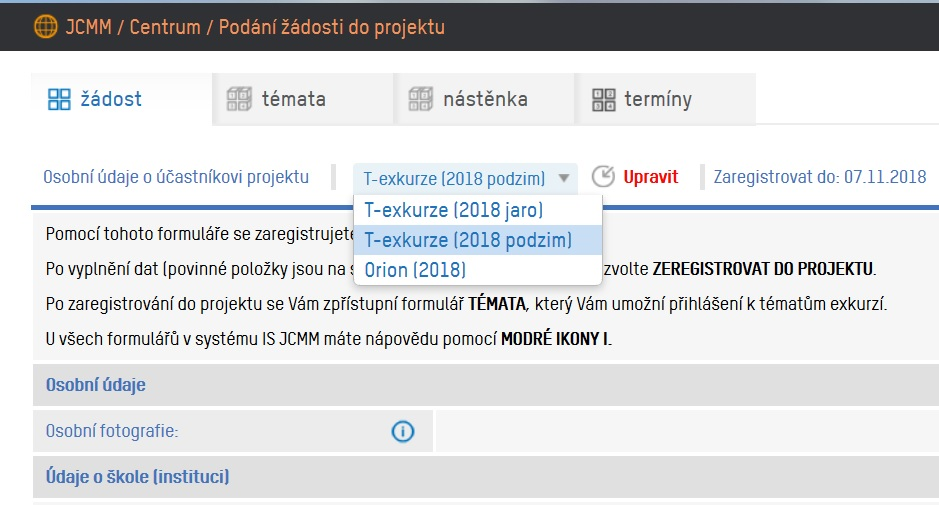 JCMM / Centrum / Podání žádosti do projektu
žádost témata nástěnka termíny
Osobní údaje o účastníkovi projektu T-exkurze (2018 podzim) Upravit Zaregistrovat do: 07.11.2018
T-exkurze (2018 jaro)
T-exkurze (2018 podzim)
Orion (2018)
Pomocí tohoto formuláře se zaregistrujete
Po vyplnění dat (povinné položky jsou na zvolte ZEREGISTROVAT DO PROJEKTU.
Po zaregistrování do projektu se Vám zpřístupní formulář TÉMATA, který Vám umožní přihlášení k tématům exkurzí.
U všech formulářů v systému IS JCMM máte nápovědu pomocí MODRÉ IKONY I.
Osobní údaje
Osobní fotografie:
Údaje o škole (instituci)